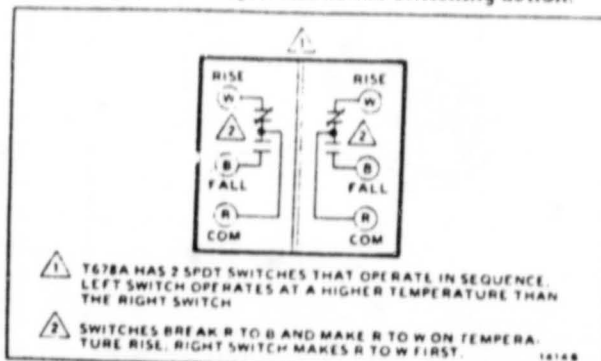 1
RISE RISE
W W
2 2
B B
FALL FALL
R R
COM COM
1 T678A HAS 2 SPDT SWITCHES THAT OPERATE IN SEQUENCE.
LEFT SWITCH OPERATES AT A HIGHER TEMPERATURE THAN
THE RIGHT SWITCH
2 SWITCHES BREAK R TO B AND MAKE R TO W ON TEMPERA-
TURE RISE. RIGHT SWITCH MAKES R TO W FIRST.